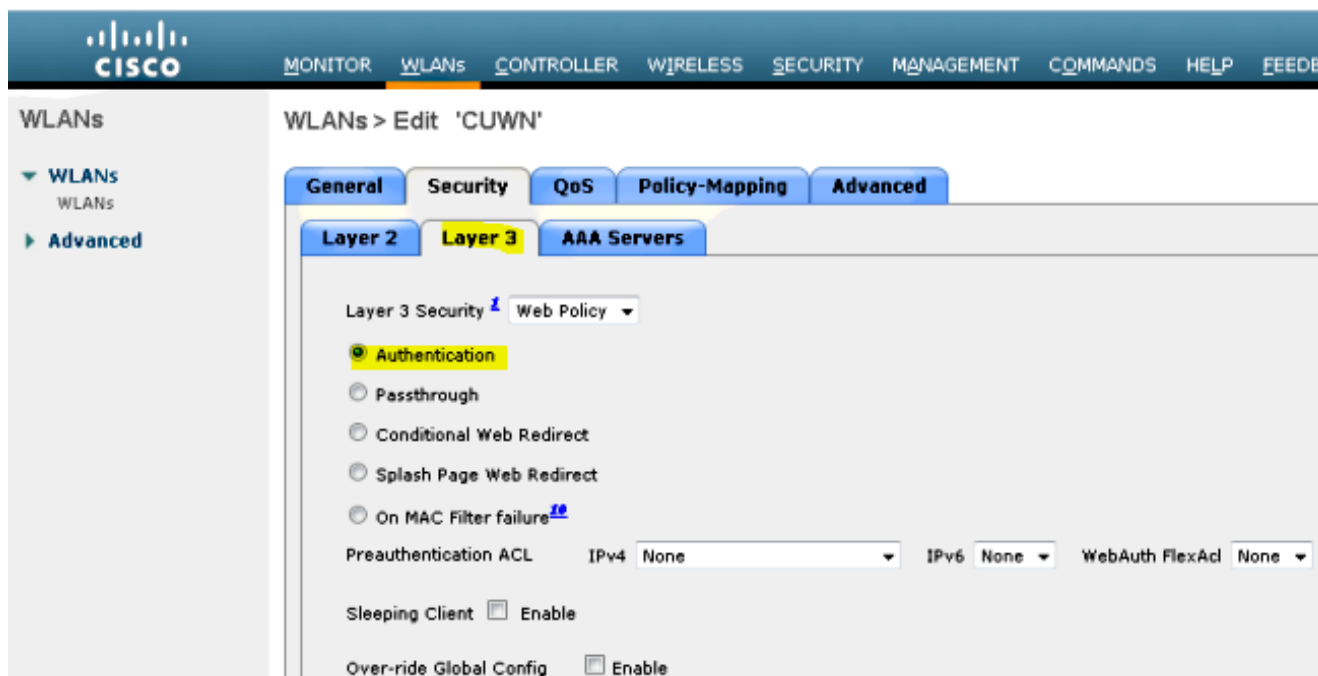 CISCO
MONITOR WLANs CONTROLLER WIRELESS SECURITY MANAGEMENT COMMANDS HELP FEEDB
WLANs
WLANs
WLANs
Advanced
WLANs > Edit 'CUWN'
General Security QoS Policy-Mapping Advanced
Layer 2 Layer 3 AAA Servers
Layer 3 Security 1 Web Policy
Authentication
Passthrough
Conditional Web Redirect
Splash Page Web Redirect
On MAC Filter failure10
Preauthentication ACL IPv4 None IPv6 None WebAuth FlexAcl None
Sleeping Client Enable
Over-ride Global Config Enable